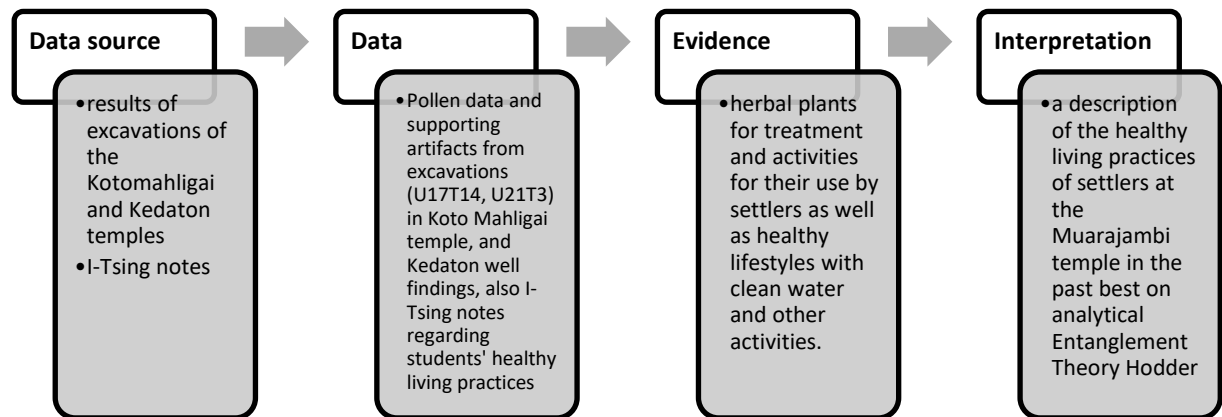 Data source
•results of
excavations of
the
Kotomahligai
and Kedaton
temples
•I-Tsing notes
Data
•Pollen data and
supporting
artifacts from
excavations
(U17T14, U21T3)
in Koto Mahligai
temple, and
Kedaton well
findings, also I-
Tsing notes
regarding
students' healthy
living practices
Evidence
•herbal plants
for treatment
and activities
for their use by
settlers as well
as healthy
lifestyles with
clean water
and other
activities.
Interpretation
•a description
of the healthy
living practices
of settlers at
the
Muarajambi
temple in the
past best on
analytical
Entanglement
Theory Hodder